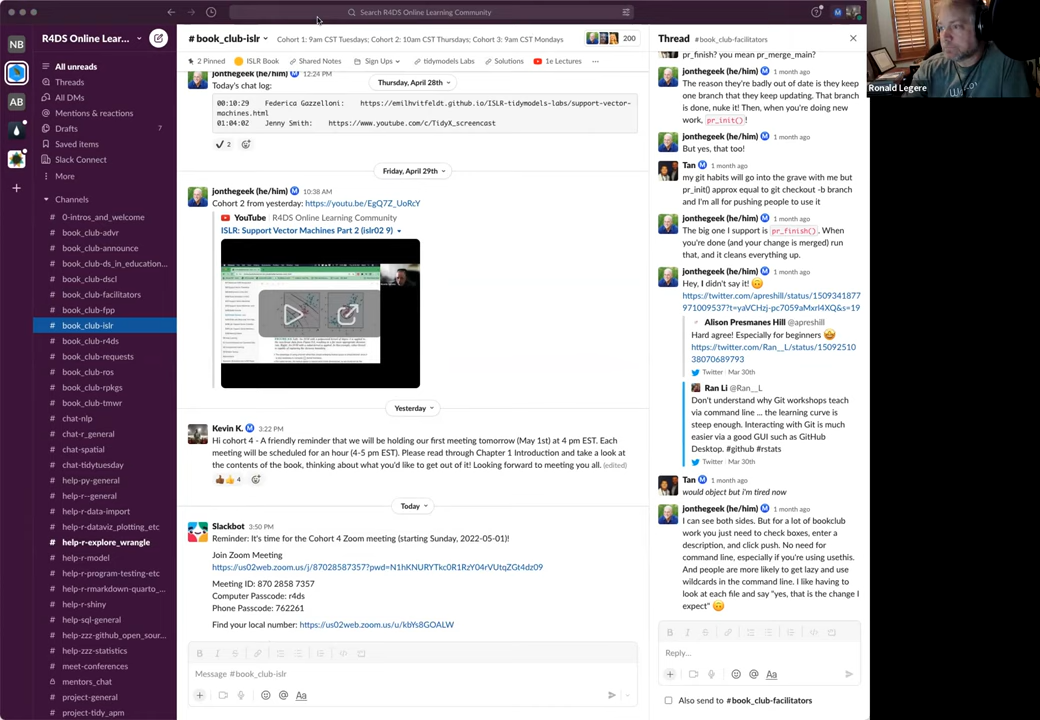 Search R4DS Online Learning Community
NB
AB
R4DS Online Lear...
All unreads
Threads
All DMs
Mentions & reactions
Drafts
7
Saved items
Slack Connect
More
Channels
# 0-intros_and_welcome
# book_club-advr
# book_club-announce
# book_club-ds_in_education...
# book_club-dscl
# book_club-facilitators
# book_club-fpp
# book_club-islr
# book_club-r4ds
# book_club-requests
# book_club-ros
# book_club-rpkgs
# book_club-tmwr
# chat-nlp
# chat-r_general
# chat-spatial
# chat-tidytuesday
# help-py-general
# help-r--general
# help-r-data-import
# help-r-dataviz_plotting_etc
# help-r-explore_wrangle
# help-r-model
# help-r-program-testing-etc
# help-r-rmarkdown-quarto_...
# help-r-shiny
# help-sql-general
# help-zzz-github_open_sour...
# help-zzz-statistics
# meet-conferences
mentors_chat
# project-general
# project-tidy_apm
# book_club-islr
Cohort 1: 9am CST Tuesdays; Cohort 2: 10am CST Thursdays; Cohort 3: 9am CST Mondays
200
2 Pinned
ISLR Book
Shared Notes
Sign Ups
tidymodels Labs
Solutions
1e Lectures
...
jonthegeek (he/him) 12:24 PM
Thursday, April 28th
Today's chat log:
00:10:29 Federica Gazzelloni: https://emilhvitfeldt.github.io/ISLR-tidymodels-labs/support-vector-
machines.html
01:04:02 Jenny Smith: https://www.youtube.com/c/TidyX_screencast
2
Friday, April 29th
jonthegeek (he/him) 10:38 AM
Cohort 2 from yesterday: https://youtu.be/EgQ7Z_UoRcY
YouTube | R4DS Online Learning Community
ISLR: Support Vector Machines Part 2 (islr02 9)
Yesterday
Kevin K. 3:22 PM
Hi cohort 4 - A friendly reminder that we will be holding our first meeting tomorrow (May 1st) at 4 pm EST. Each
meeting will be scheduled for an hour (4-5 pm EST). Please read through Chapter 1 Introduction and take a look at
the contents of the book, thinking about what you'd like to get out of it! Looking forward to meeting you all. (edited)
4
Today
Slackbot 3:50 PM
Reminder: It's time for the Cohort 4 Zoom meeting (starting Sunday, 2022-05-01)!
Join Zoom Meeting
https://us02web.zoom.us/j/87028587357?pwd=N1hKNURYTkc0R1RzY04rVUtqZGt4dz09
Meeting ID: 870 2858 7357
Computer Passcode: r4ds
Phone Passcode: 762261
Find your local number: https://us02web.zoom.us/u/kbYs8GOALW
Message #book_club-islr
Thread
# book_club-facilitators
pr_finish? you mean pr_merge_main?
jonthegeek (he/him) 1 month ago
The reason they're badly out of date is they keep
one branch that they keep updating. That branch
is done, nuke it! Then, when you're doing new
work, pr_init()!
jonthegeek (he/him) 1 month ago
But yes, that too!
Tan 1 month ago
my git habits will go into the grave with me but
pr_init() approx equal to git checkout -b branch
and I'm all for pushing people to use it
jonthegeek (he/him) 1 month ago
The big one I support is pr_finish(). When
you're done (and your change is merged) run
that, and it cleans everything up.
jonthegeek (he/him) 1 month ago
Hey, I didn't say it!
https://twitter.com/apreshill/status/1509341877
971009537?t=yaVCHzj-pc7059aMxrl4XQ&s=19
Alison Presmanes Hill @apreshill
Hard agree! Especially for beginners
https://twitter.com/Ran__L/status/15092510
38070689793
Twitter | Mar 30th
Ran Li @Ran__L
Don't understand why Git workshops teach
via command line ... the learning curve is
steep enough. Interacting with Git is much
easier via a good GUI such as GitHub
Desktop. #github #rstats
Twitter | Mar 30th
Tan 1 month ago
would object but i'm tired now
jonthegeek (he/him) 1 month ago
I can see both sides. But for a lot of bookclub
work you just need to check boxes, enter a
description, and click push. No need for
command line, especially if you're using usethis.
And people are more likely to get lazy and use
wildcards in the command line. I like having to
look at each file and say "yes, that is the change I
expect"
Reply...
Also send to # book_club-facilitators
Ronald Legere